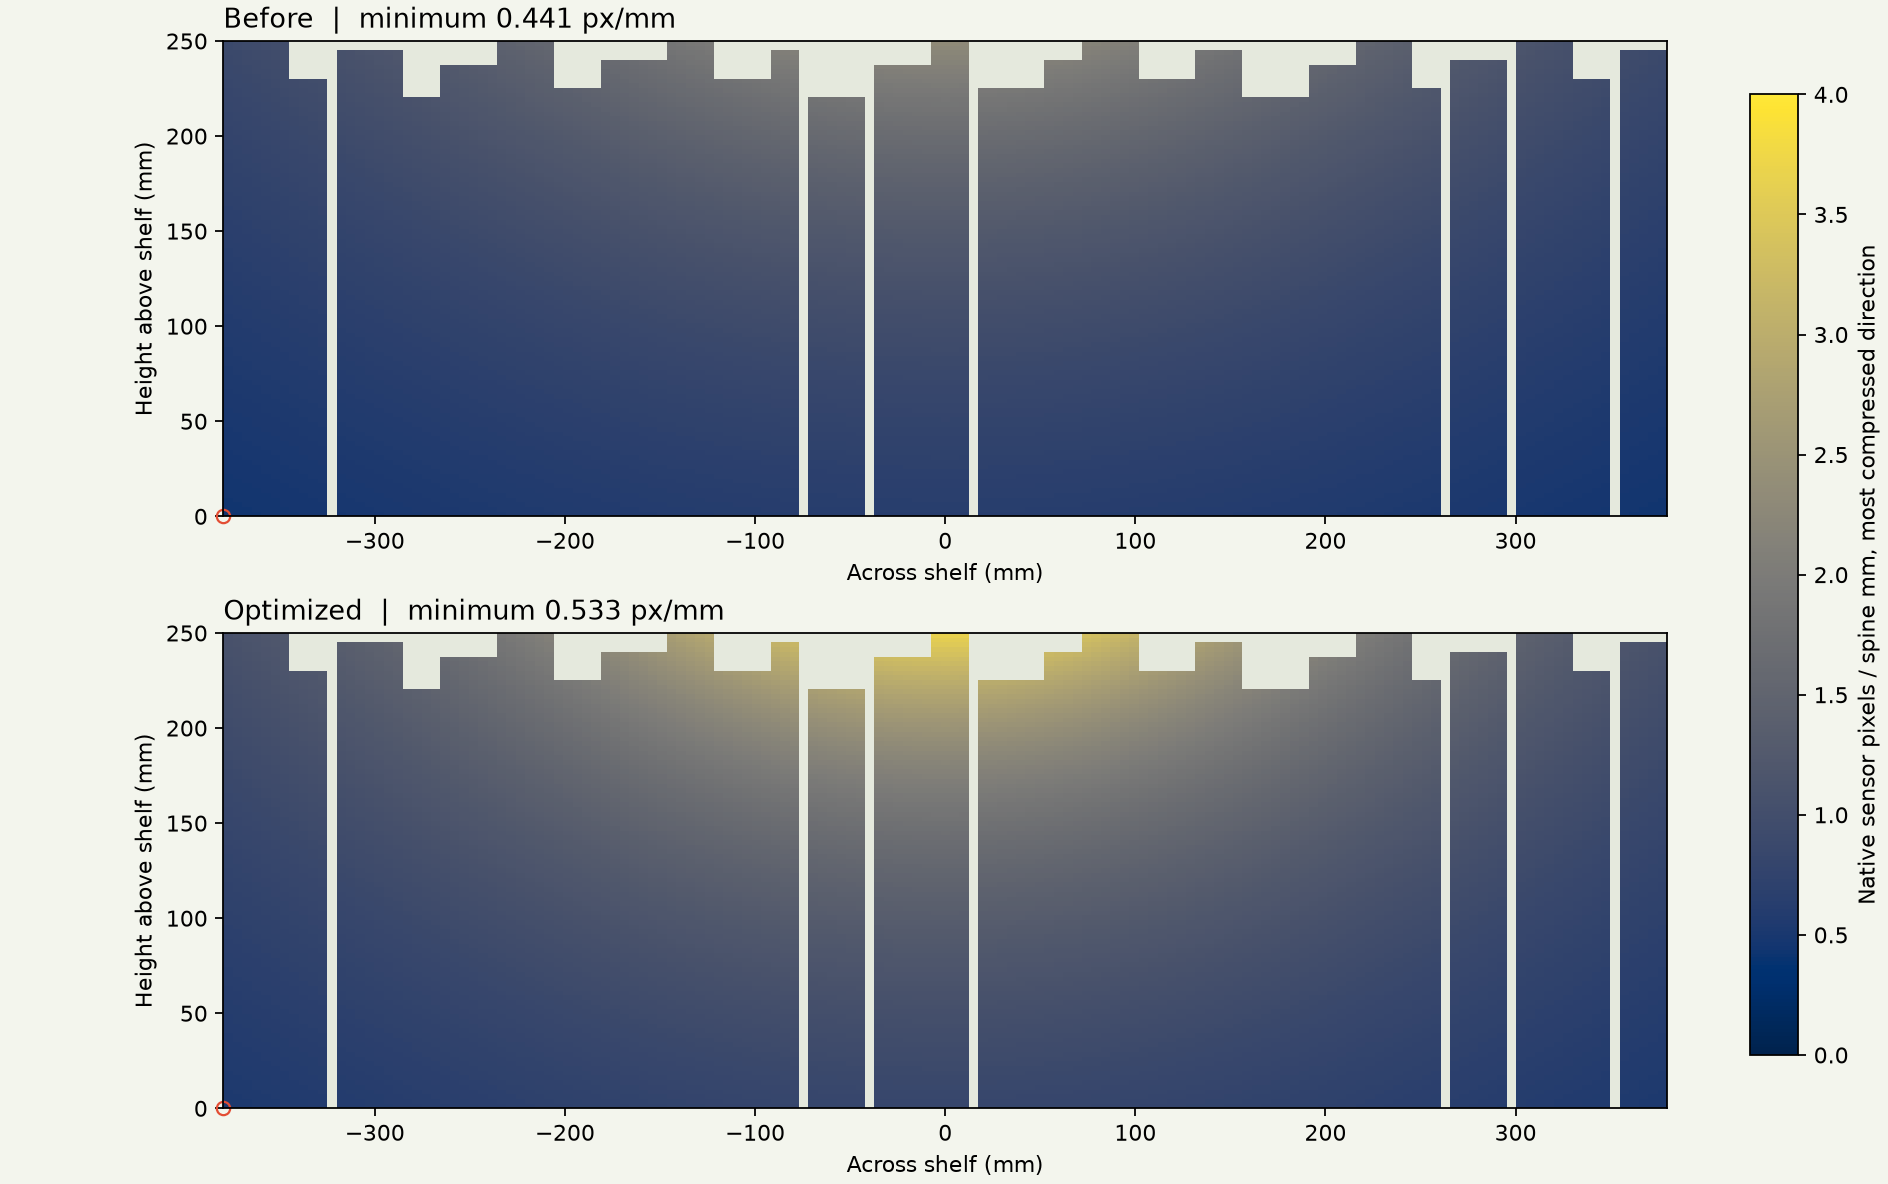 Before | minimum 0.441 px/mm
250
200
150
100
50
0
Height above shelf (mm)
−300 −200 −100 0 100 200 300
Across shelf (mm)
Optimized | minimum 0.533 px/mm
250
200
150
100
50
0
Height above shelf (mm)
−300 −200 −100 0 100 200 300
Across shelf (mm)
4.0
3.5
3.0
2.5
2.0
1.5
1.0
0.5
0.0
Native sensor pixels / spine mm, most compressed direction